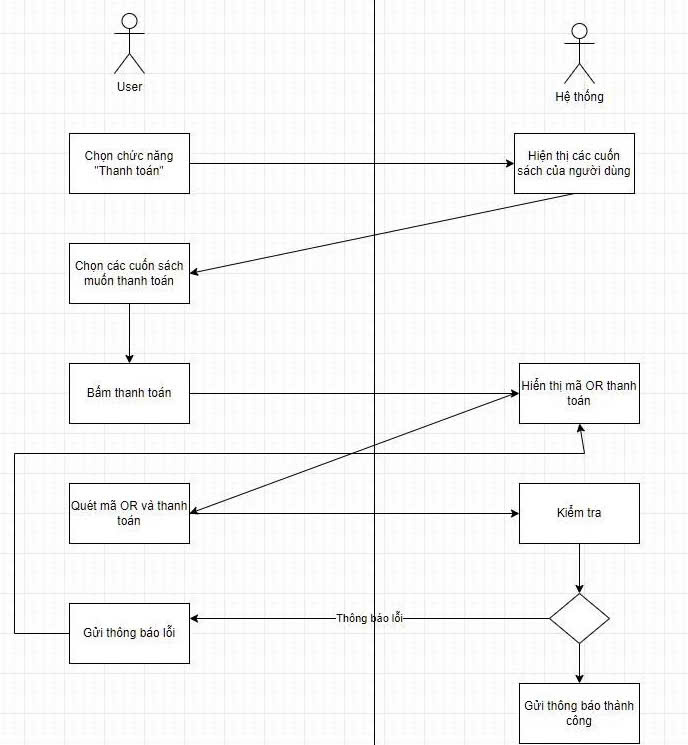 User
Hệ thống
Chọn chức năng
"Thanh toán"
Hiện thị các cuốn
sách của người dùng
Chọn các cuốn sách
muốn thanh toán
Bấm thanh toán
Hiển thị mã OR thanh
toán
Quét mã OR và thanh
toán
Kiểm tra
Thông báo lỗi
Gửi thông báo lỗi
Gửi thông báo thành
công